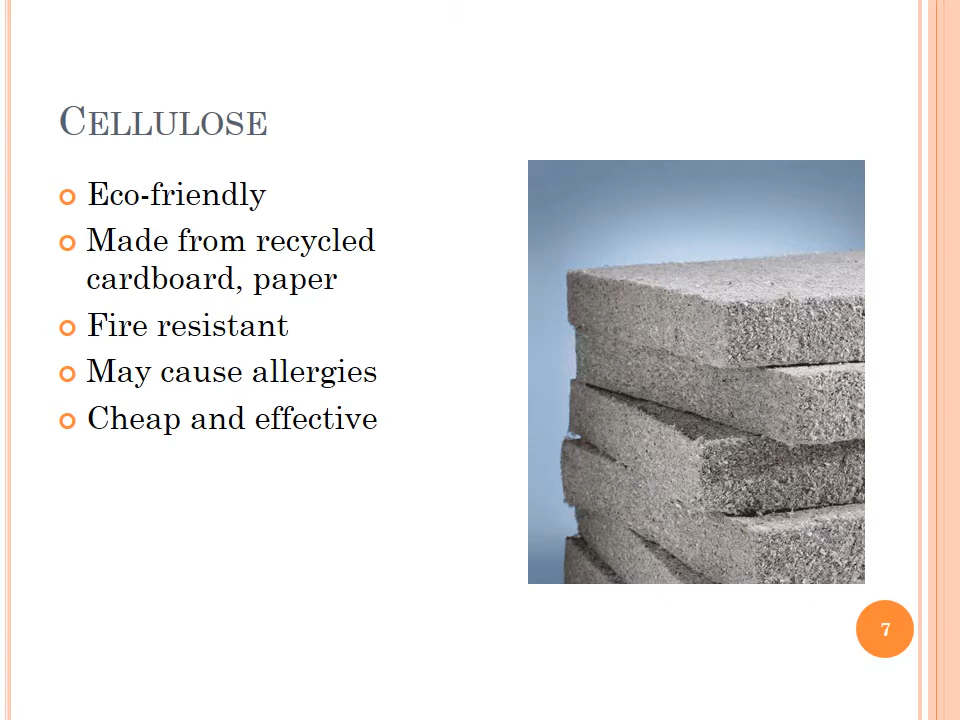 Cellulose
Eco-friendly
Made from recycled
cardboard, paper
Fire resistant
May cause allergies
Cheap and effective
7